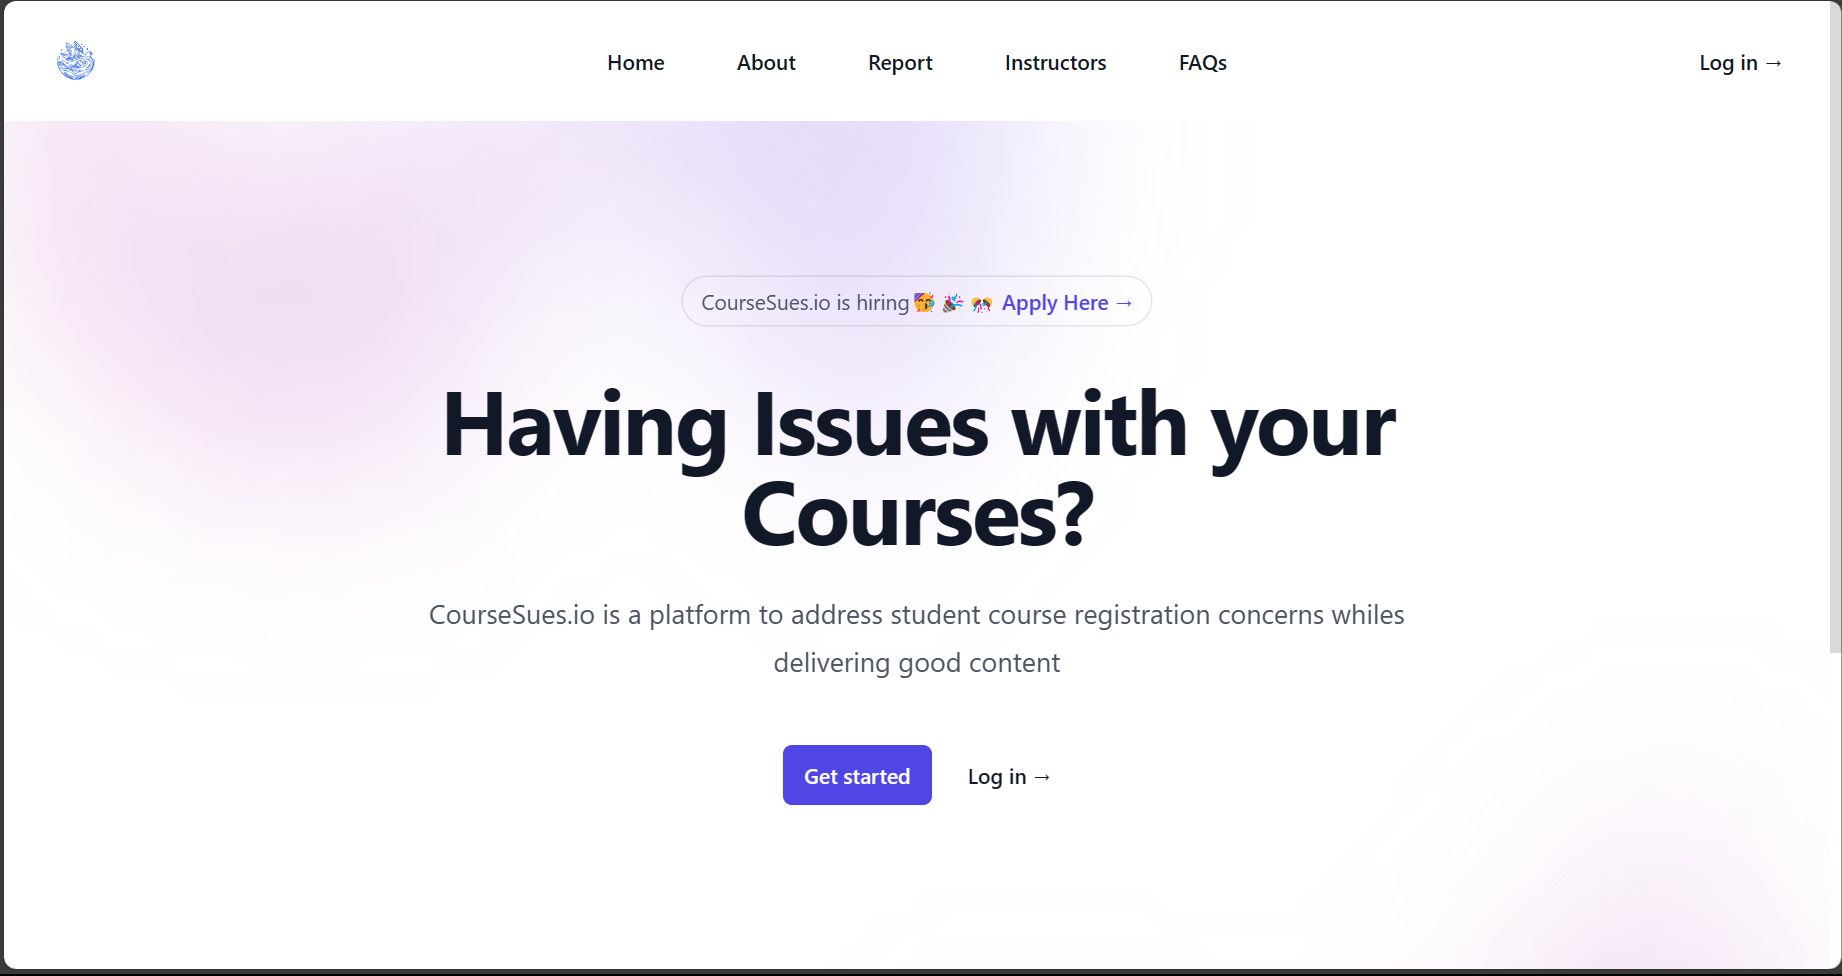 Home About Report Instructors FAQs Log in →
CourseSues.io is hiring🥳 🎉 🎊 Apply Here →
Having Issues with your
Courses?
CourseSues.io is a platform to address student course registration concerns whiles
delivering good content
Get started Log in →